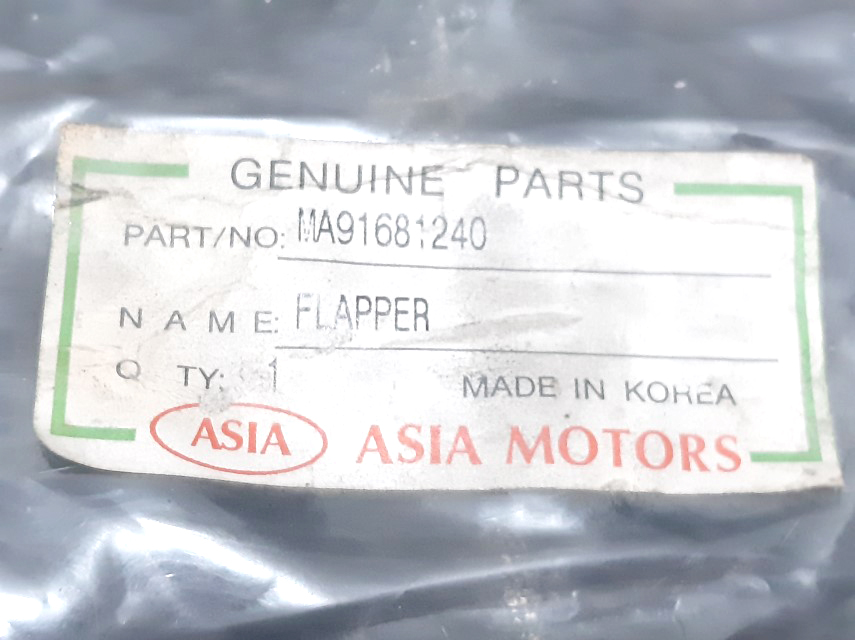 GENUINE PARTS
PART/NO: MA91681240
NAME: FLAPPER
Q TY: 1
MADE IN KOREA
ASIA ASIA MOTORS